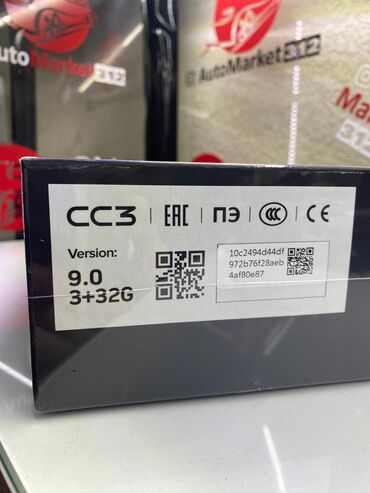 AutoMarket312
AutoMarket312
CC3 | EAC | ПЭ | CCC | CE
Version:
9.0
3+32G
10c2494d44df
972b76f28aeb
4af80e87